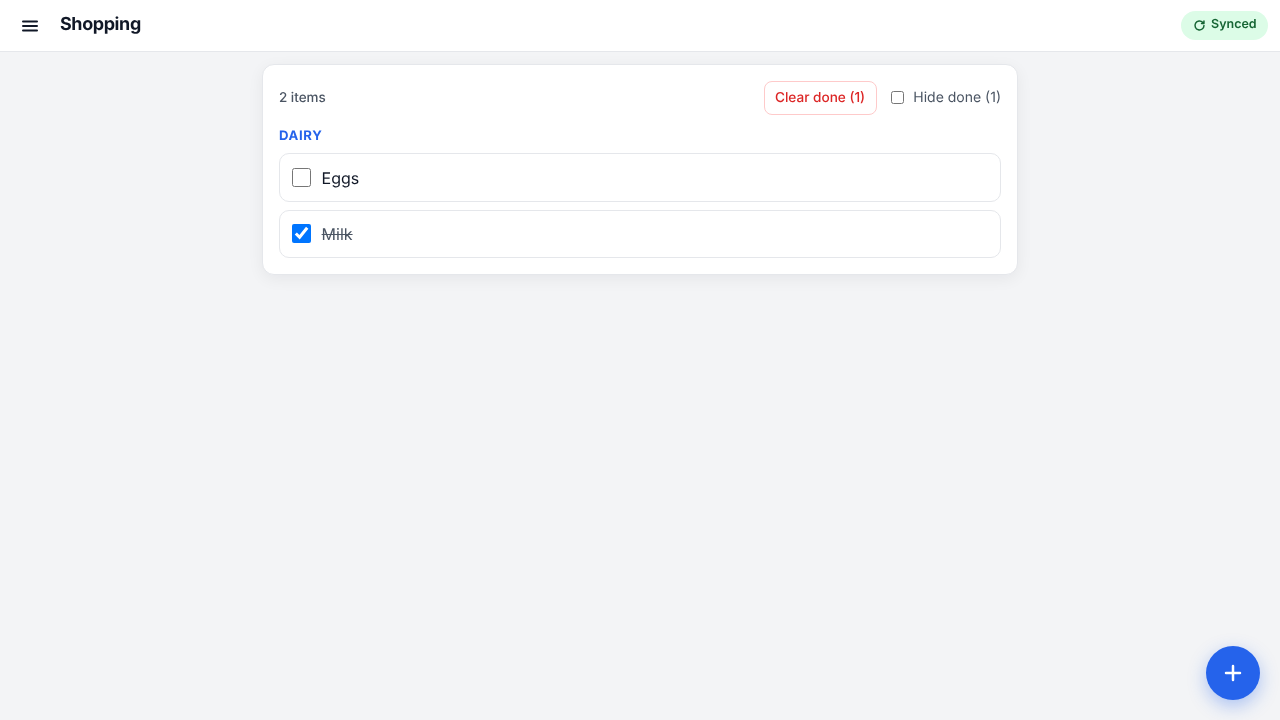 Shopping
Synced
2 items
Clear done (1)
Hide done (1)
DAIRY
Eggs
Milk